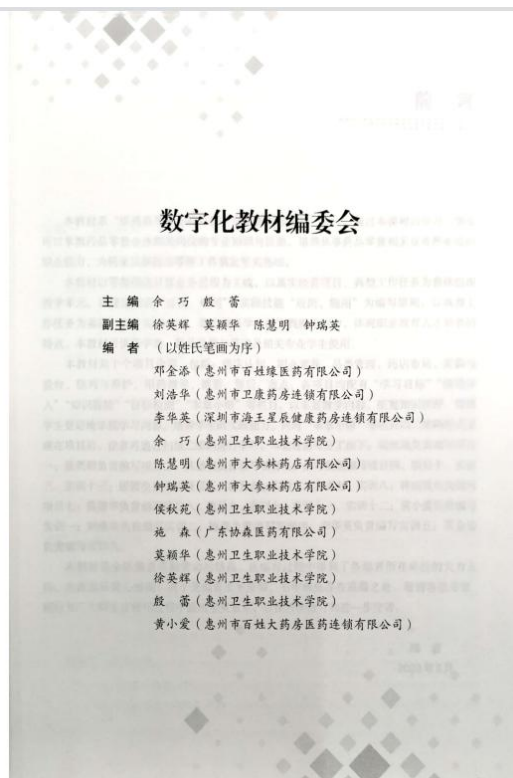 数字化教材编委会
主　编　余　巧　殷　蕾
副主编　徐英辉　莫颖华　陈慧明　钟瑞英
编　者　（以姓氏笔画为序）
邓金添（惠州市百姓缘医药有限公司）
刘浩华（惠州市卫康药房连锁有限公司）
李华英（深圳市海王星辰健康药房连锁有限公司）
余　巧（惠州卫生职业技术学院）
陈慧明（惠州市大参林药店有限公司）
钟瑞英（惠州市大参林药店有限公司）
侯秋苑（惠州卫生职业技术学院）
施　森（广东协森医药有限公司）
莫颖华（惠州卫生职业技术学院）
徐英辉（惠州卫生职业技术学院）
殷　蕾（惠州卫生职业技术学院）
黄小爱（惠州市百姓大药房医药连锁有限公司）